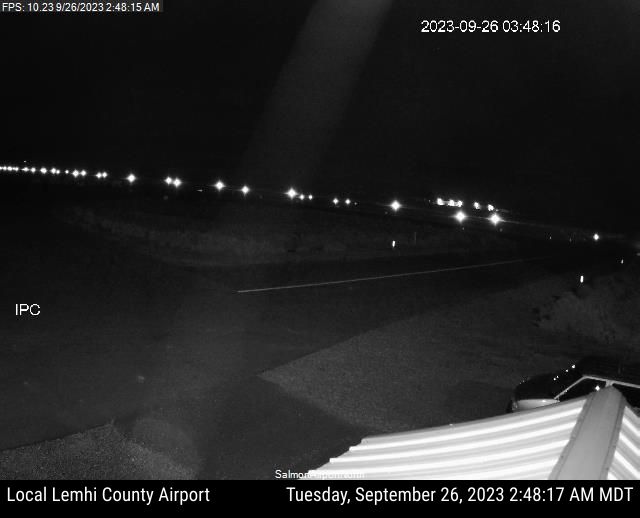 FPS: 10.23 9/26/2023 2:48:15 AM
2023-09-26 03:48:16
IPC
Local Lemhi County Airport
Tuesday, September 26, 2023 2:48:17 AM MDT